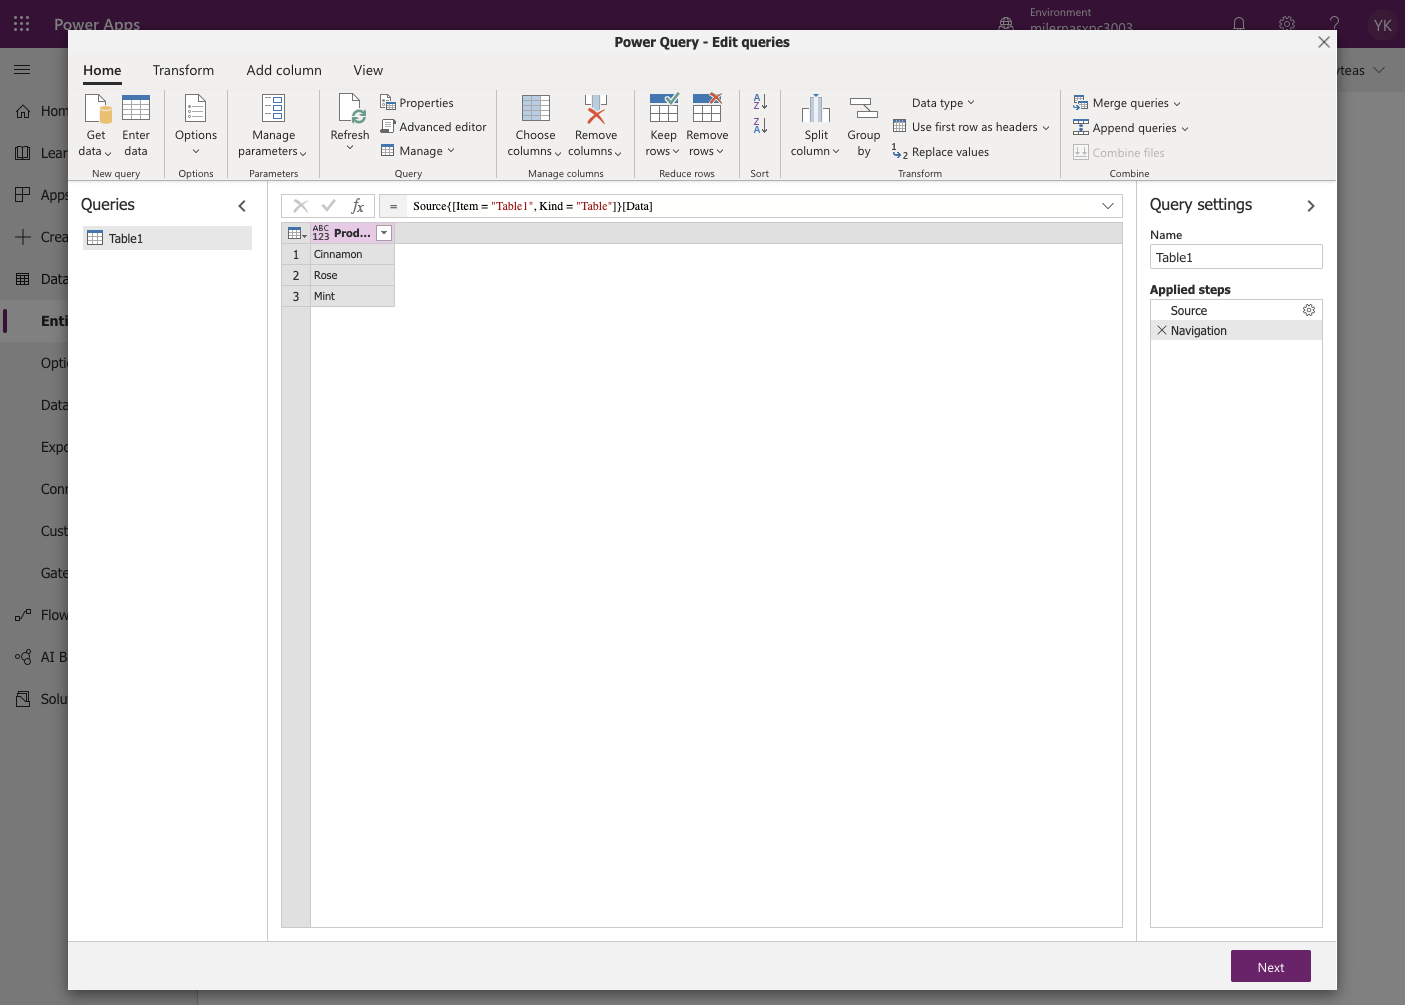 Power Apps
Environment
YK
Power Query - Edit queries
Home Transform Add column View
Get data
Enter data
New query
Options
Options
Manage parameters
Parameters
Refresh
Properties
Advanced editor
Manage
Query
Choose columns
Remove columns
Manage columns
Keep rows
Remove rows
Reduce rows
A
Z
Z
A
Sort
Split column
Group by
Data type
Use first row as headers
1 2 Replace values
Transform
Merge queries
Append queries
Combine files
Combine
Queries
Table1
fx
= Source{[Item = "Table1", Kind = "Table"]}[Data]
ABC
123 Prod...
1 Cinnamon
2 Rose
3 Mint
Query settings
Name
Table1
Applied steps
Source
Navigation
Next
Hom
Lear
Apps
Crea
Data
Enti
Opti
Data
Expo
Conn
Cust
Gate
Flow
AI B
Solu